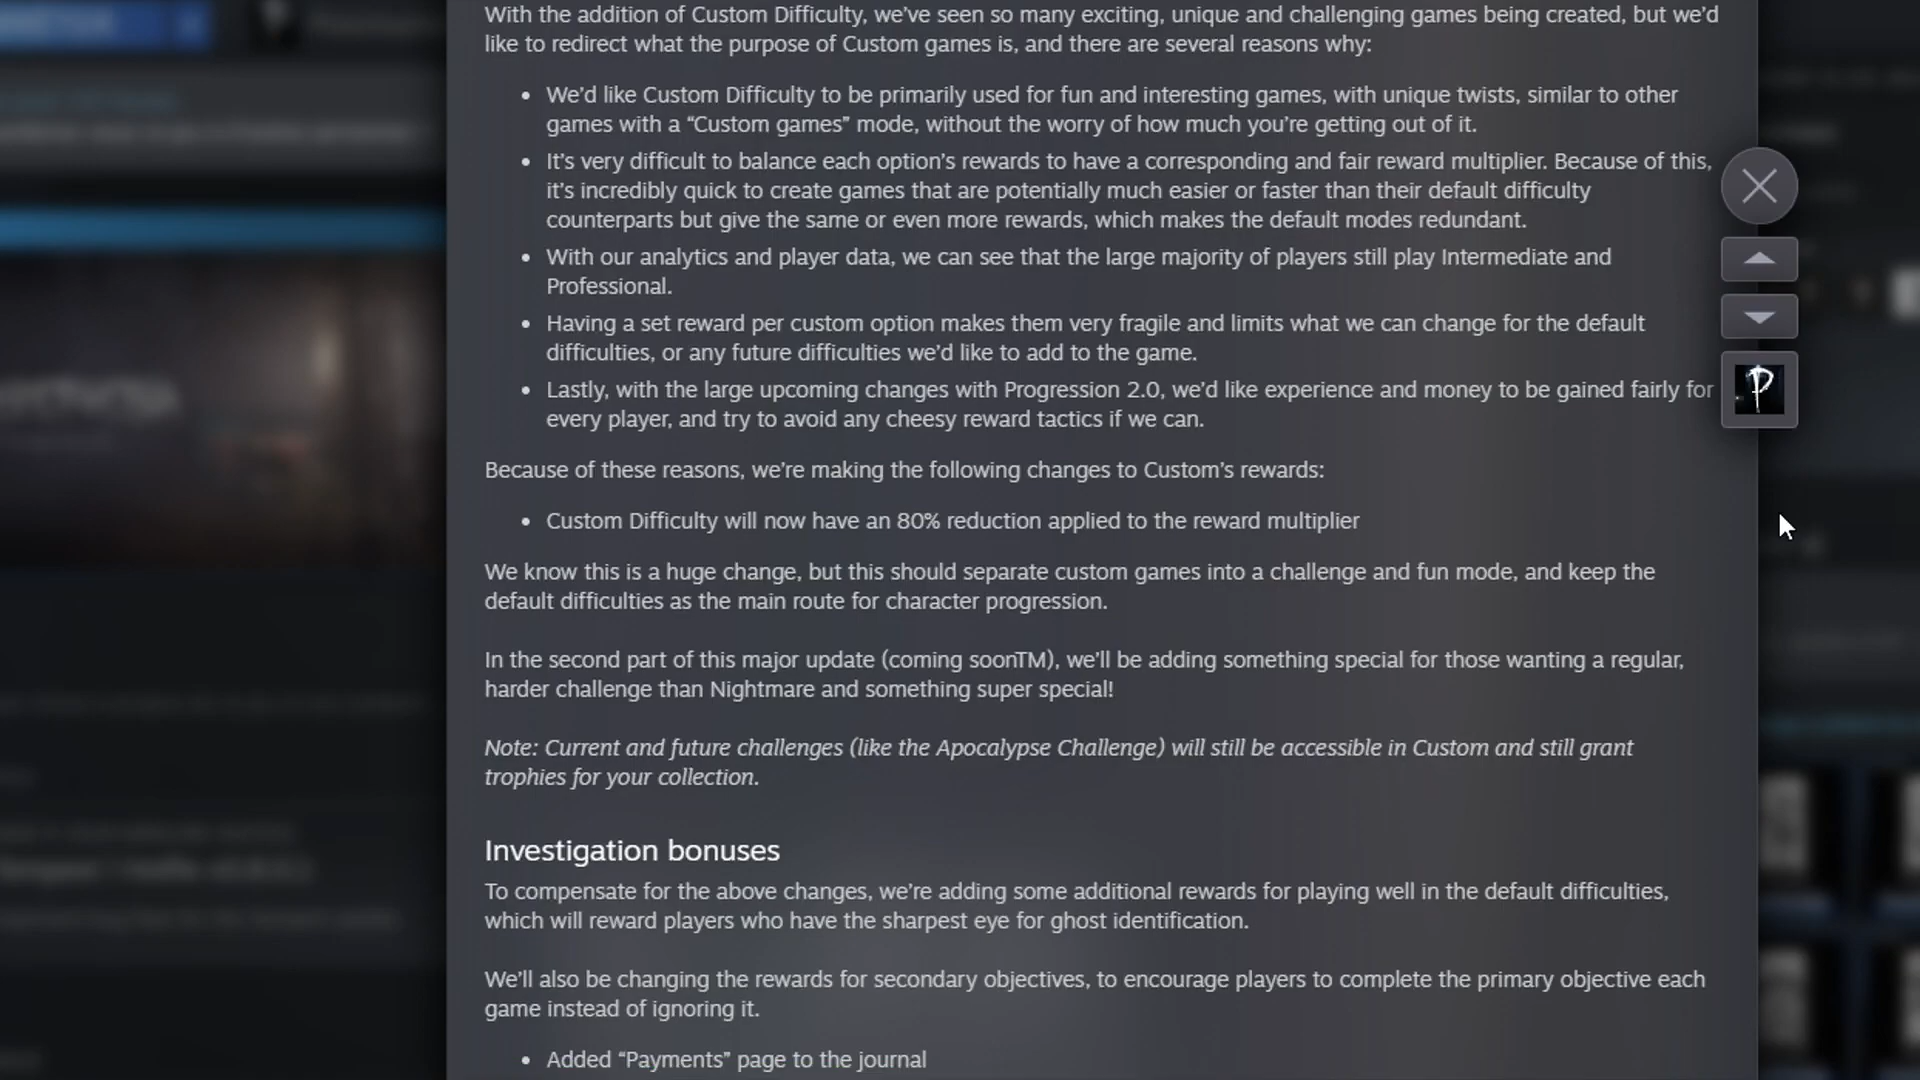 With the addition of Custom Difficulty, we’ve seen so many exciting, unique and challenging games being created, but we’d
like to redirect what the purpose of Custom games is, and there are several reasons why:
• We’d like Custom Difficulty to be primarily used for fun and interesting games, with unique twists, similar to other
games with a “Custom games” mode, without the worry of how much you’re getting out of it.
• It’s very difficult to balance each option’s rewards to have a corresponding and fair reward multiplier. Because of this,
it’s incredibly quick to create games that are potentially much easier or faster than their default difficulty
counterparts but give the same or even more rewards, which makes the default modes redundant.
• With our analytics and player data, we can see that the large majority of players still play Intermediate and
Professional.
• Having a set reward per custom option makes them very fragile and limits what we can change for the default
difficulties, or any future difficulties we’d like to add to the game.
• Lastly, with the large upcoming changes with Progression 2.0, we’d like experience and money to be gained fairly for
every player, and try to avoid any cheesy reward tactics if we can.
Because of these reasons, we’re making the following changes to Custom’s rewards:
• Custom Difficulty will now have an 80% reduction applied to the reward multiplier
We know this is a huge change, but this should separate custom games into a challenge and fun mode, and keep the
default difficulties as the main route for character progression.
In the second part of this major update (coming soonTM), we’ll be adding something special for those wanting a regular,
harder challenge than Nightmare and something super special!
Note: Current and future challenges (like the Apocalypse Challenge) will still be accessible in Custom and still grant
trophies for your collection.
Investigation bonuses
To compensate for the above changes, we’re adding some additional rewards for playing well in the default difficulties,
which will reward players who have the sharpest eye for ghost identification.
We’ll also be changing the rewards for secondary objectives, to encourage players to complete the primary objective each
game instead of ignoring it.
• Added “Payments” page to the journal